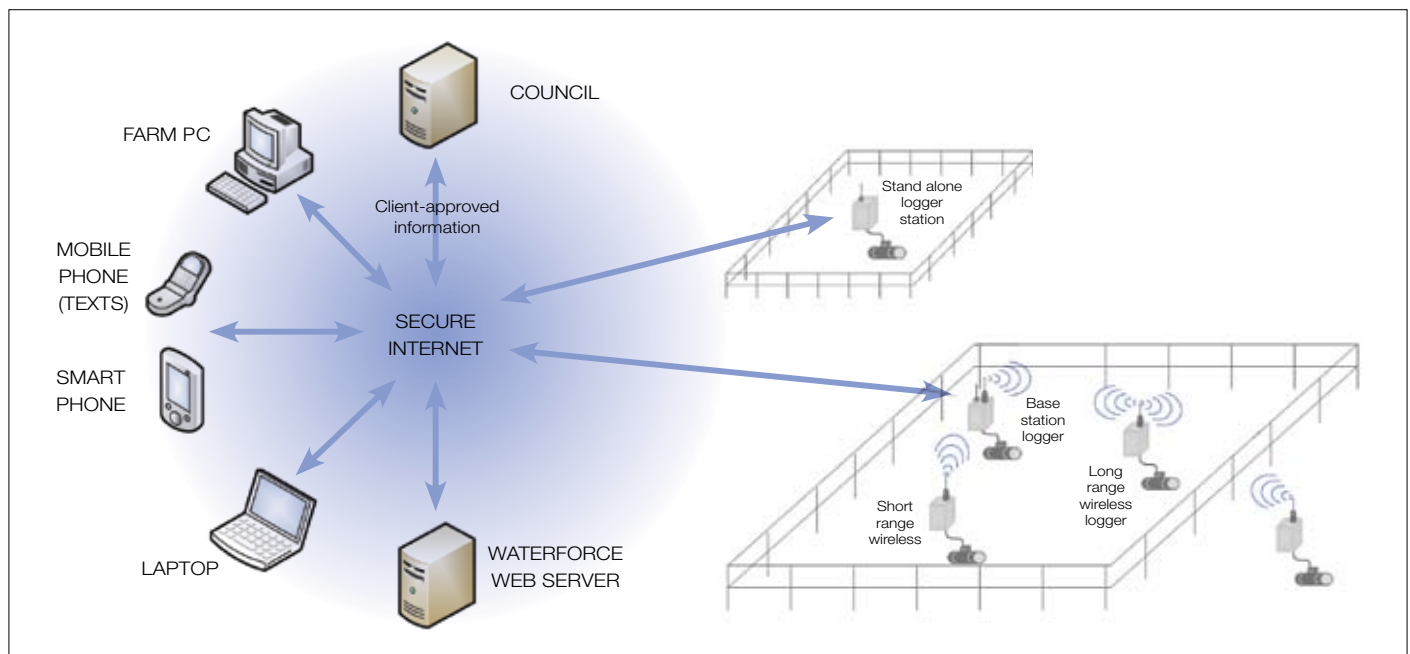 COUNCIL
FARM PC
Client-approved
information
MOBILE
PHONE
(TEXTS)
SECURE
INTERNET
SMART
PHONE
LAPTOP
WATERFORCE
WEB SERVER
Stand alone
logger
station
Base
station
logger
Short
range
wireless
Long
range
wireless
logger